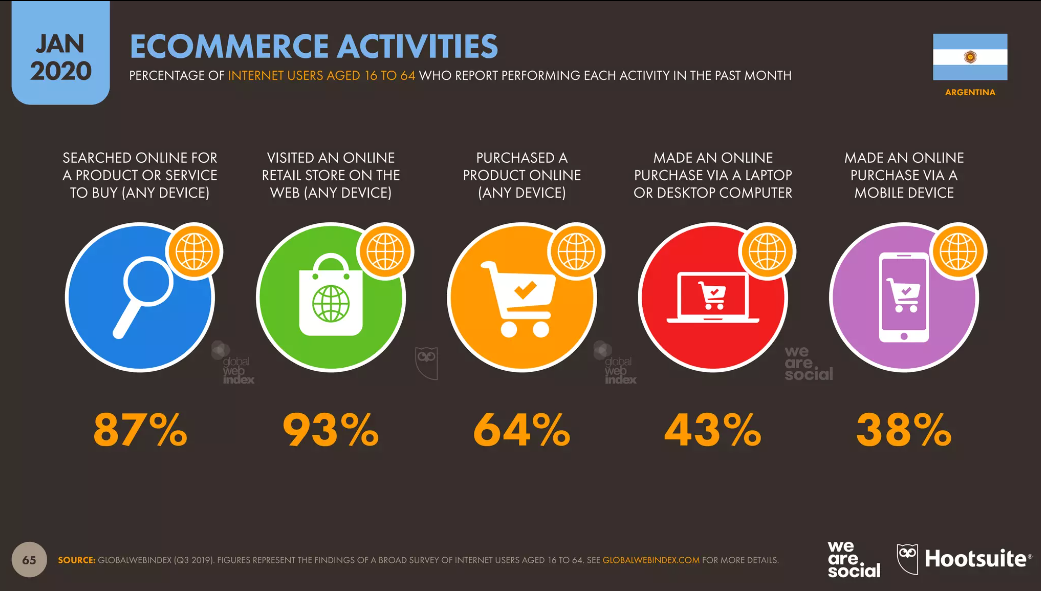 JAN
2020
ECOMMERCE ACTIVITIES
PERCENTAGE OF INTERNET USERS AGED 16 TO 64 WHO REPORT PERFORMING EACH ACTIVITY IN THE PAST MONTH
ARGENTINA
SEARCHED ONLINE FOR
A PRODUCT OR SERVICE
TO BUY (ANY DEVICE)
VISITED AN ONLINE
RETAIL STORE ON THE
WEB (ANY DEVICE)
PURCHASED A
PRODUCT ONLINE
(ANY DEVICE)
MADE AN ONLINE
PURCHASE VIA A LAPTOP
OR DESKTOP COMPUTER
MADE AN ONLINE
PURCHASE VIA A
MOBILE DEVICE
global
web
index
global
web
index
we
are
social
87%
93%
64%
43%
38%
65
SOURCE: GLOBALWEBINDEX (Q3 2019). FIGURES REPRESENT THE FINDINGS OF A BROAD SURVEY OF INTERNET USERS AGED 16 TO 64. SEE GLOBALWEBINDEX.COM FOR MORE DETAILS.
we
are
social
Hootsuite®